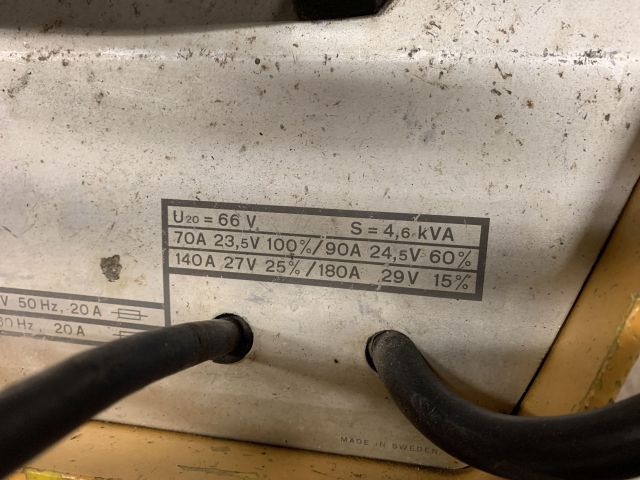 U20 = 66 V S = 4,6 kVA
70A 23,5V 100%/90A 24,5V 60%
140A 27V 25%/180A 29V 15%
V 50 Hz, 20 A
Hz, 20 A
MADE IN SWEDEN